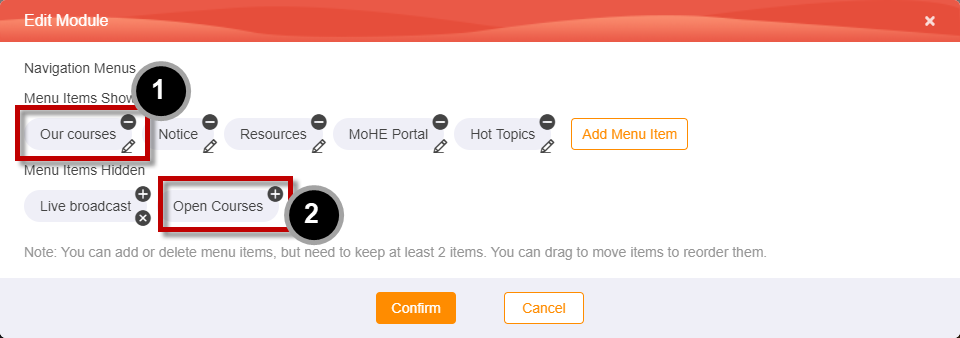 Edit Module
Navigation Menus
Menu Items Show
1
Our courses Notice Resources MoHE Portal Hot Topics Add Menu Item
Menu Items Hidden
Live broadcast Open Courses
2
Note: You can add or delete menu items, but need to keep at least 2 items. You can drag to move items to reorder them.
Confirm Cancel